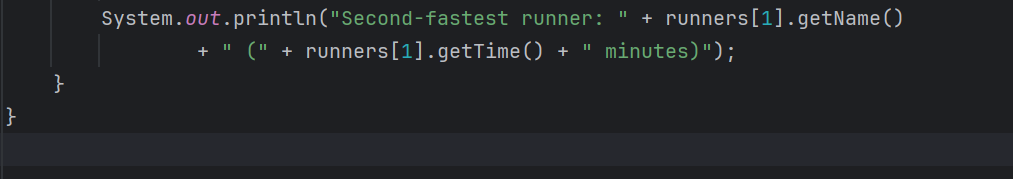 System.out.println("Second-fastest runner: " + runners[1].getName()
+ " (" + runners[1].getTime() + " minutes)");
}
}